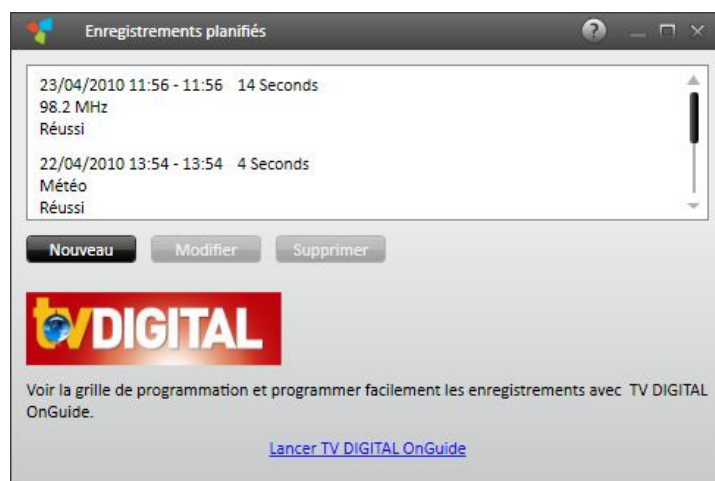 Enregistrements planifiés
?
23/04/2010 11:56 - 11:56 14 Seconds
98.2 MHz
Réussi
22/04/2010 13:54 - 13:54 4 Seconds
Météo
Réussi
Nouveau Modifier Supprimer
tvDIGITAL
Voir la grille de programmation et programmer facilement les enregistrements avec TV DIGITAL
OnGuide.
Lancer TV DIGITAL OnGuide